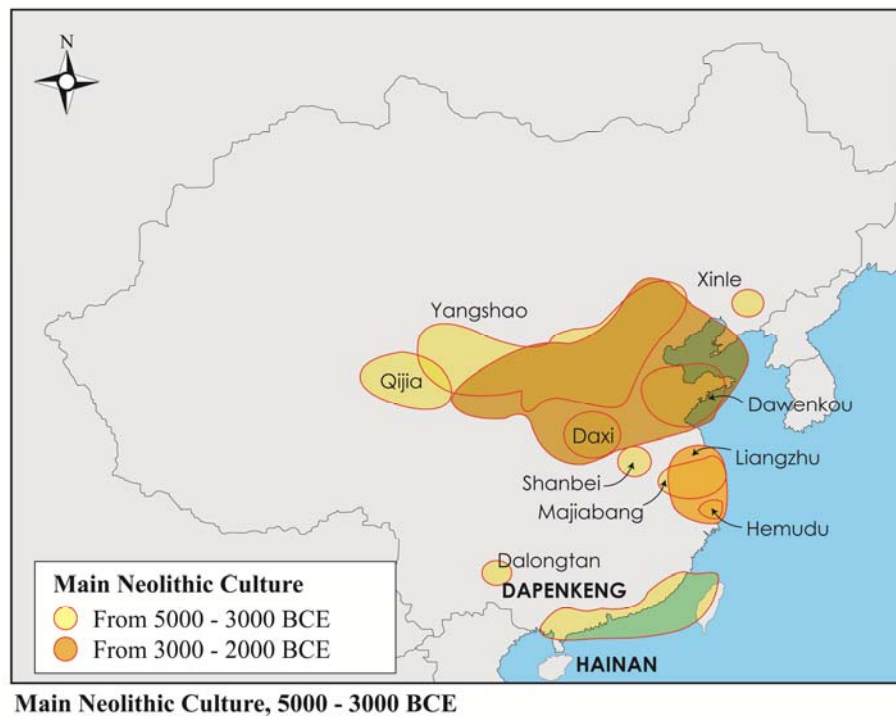 N
Xinle
Yangshao
Qijia
Dawenkou
Daxi
Liangzhu
Shanbei
Majiabang
Hemudu
Dalongtan
DAPENKENG
HAINAN
Main Neolithic Culture
From 5000 - 3000 BCE
From 3000 - 2000 BCE
Main Neolithic Culture, 5000 - 3000 BCE